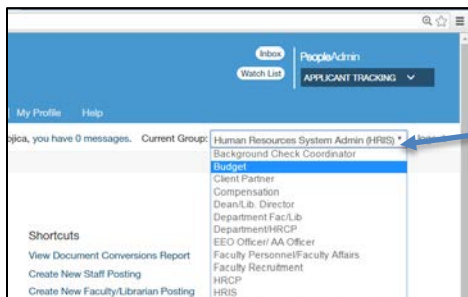 Inbox
PeopleAdmin
Watch List
APPLICANT TRACKING
My Profile Help
ojica, you have 0 messages. Current Group: Human Resources System Admin (HRIS)
Background Check Coordinator
Budget
Client Partner
Compensation
Dean/Lib. Director
Department Fac/Lib
Department/HRCP
EEO Officer/ AA Officer
Faculty Personnel/Faculty Affairs
Faculty Recruitment
HRCP
HRIS
Shortcuts
View Document Conversions Report
Create New Staff Posting
Create New Faculty/Librarian Posting